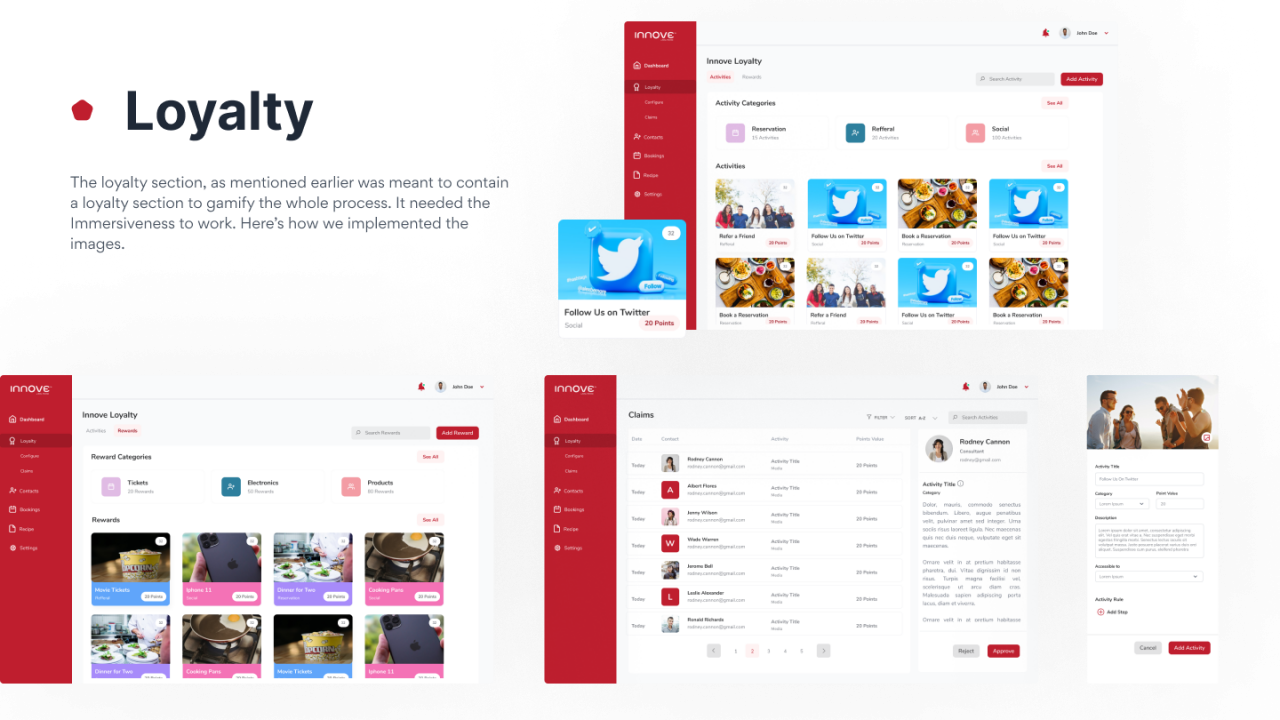 Loyalty
The loyalty section, as mentioned earlier was meant to contain
a loyalty section to gamify the whole process. It needed the
Immersiveness to work. Here's how we implemented the
images.
INNOVE
John Doe
Dashboard
Loyalty
Configure
Claims
Contacts
Bookings
Recipe
Settings
Innove Loyalty
Activities Rewards
Search Activity
Add Activity
Activity Categories
See All
Reservation
15 Activities
Refferal
20 Activities
Social
100 Activities
Activities
See All
Refer a Friend
Refferal
20 Points
Follow Us on Twitter
Social
20 Points
Book a Reservation
Reservation
20 Points
Follow Us on Twitter
Social
20 Points
Book a Reservation
Reservation
20 Points
Refer a Friend
Refferal
20 Points
Follow Us on Twitter
Social
20 Points
Book a Reservation
Reservation
20 Points
32
Follow
Follow Us on Twitter
Social
20 Points
INNOVE
John Doe
Dashboard
Loyalty
Configure
Claims
Contacts
Bookings
Recipe
Settings
Innove Loyalty
Activities Rewards
Search Rewards
Add Reward
Reward Categories
See All
Tickets
20 Rewards
Electronics
50 Rewards
Products
80 Rewards
Rewards
See All
Movie Tickets
Refferal
20 Points
Iphone 11
Social
20 Points
Dinner for Two
Reservation
20 Points
Cooking Pans
Social
20 Points
Dinner for Two
20 Points
Cooking Pans
20 Points
Movie Tickets
20 Points
Iphone 11
20 Points
INNOVE
John Doe
Dashboard
Loyalty
Configure
Claims
Contacts
Bookings
Recipe
Settings
Claims
FILTER
SORT A-Z
Search Activities
Date Contact Activity Points Value
Today Rodney Cannon Activity Title 20 Points
rodney.cannon@gmail.com Media
Today A Albert Flores Activity Title 20 Points
rodney.cannon@gmail.com Media
Today Jenny Wilson Activity Title 20 Points
rodney.cannon@gmail.com Media
Today W Wade Warren Activity Title 20 Points
rodney.cannon@gmail.com Media
Today Jerome Bell Activity Title 20 Points
rodney.cannon@gmail.com Media
Today L Leslie Alexander Activity Title 20 Points
rodney.cannon@gmail.com Media
Today Ronald Richards Activity Title 20 Points
rodney.cannon@gmail.com Media
< 1 2 3 4 5 >
Rodney Cannon
Consultant
rodney@gmail.com
Activity Title
Category
Dolor, mauris, commodo senectus
bibendum. Libero, augue penatibus
velit, pulvinar amet sed integer. Urna
sociis risus laoreet ligula. Nec, maecenas
quis nec duis neque, vulputate eget sit
maecenas.
Ornare velit in at pretium habitasse
pharetra, dui. Vitae dignissim id nee
risus. Turpis magna facilisi vel,
scelerisque ut arcu diam cras.
Malesuada sapien adipiscing porta
lacus, diam et viverra.
Ornare velit in at pretium habitasse
Reject
Approve
Activity Title
Follow Us On Twitter
Category
Point Value
Lorem Ipsum
20
Description
Accessible to
Lorem Ipsum
Activity Rule
Add Step
Cancel
Add Activity